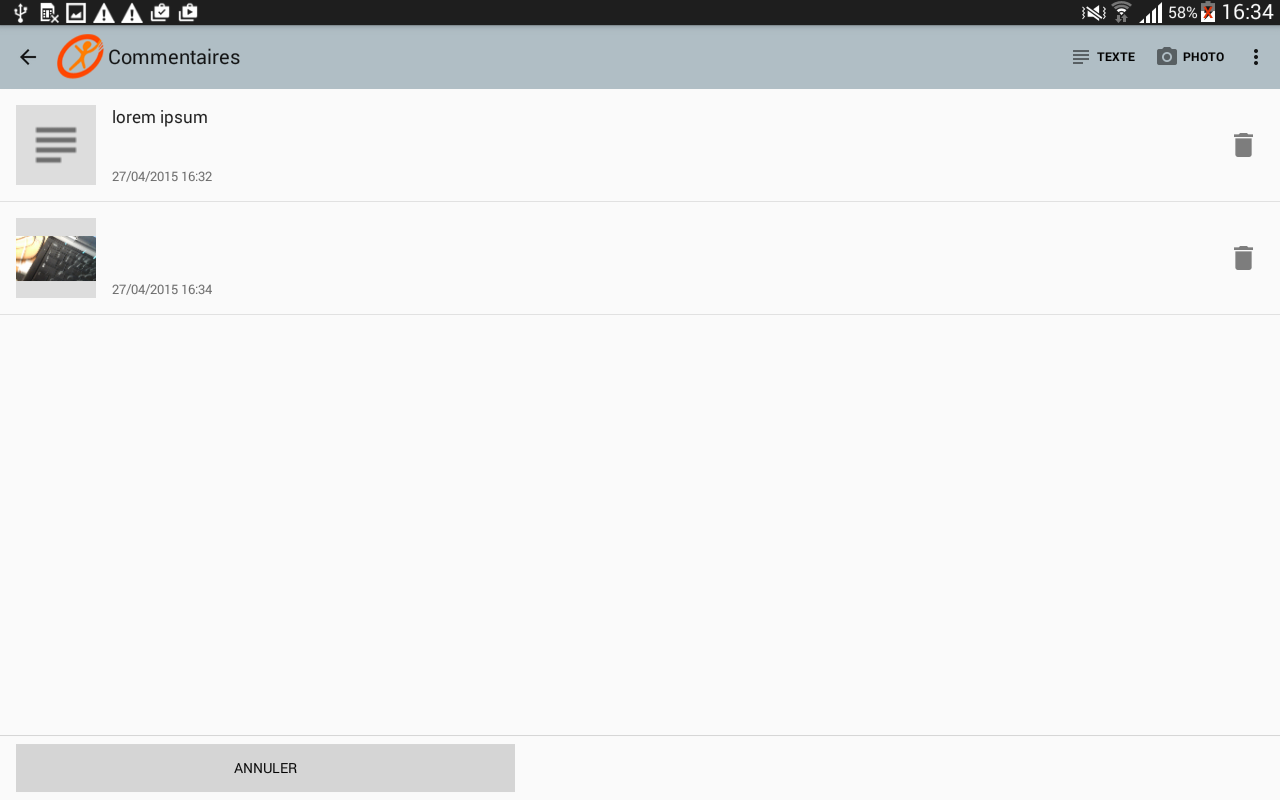 58% 16:34
Commentaires
TEXTE PHOTO
lorem ipsum
27/04/2015 16:32
27/04/2015 16:34
ANNULER